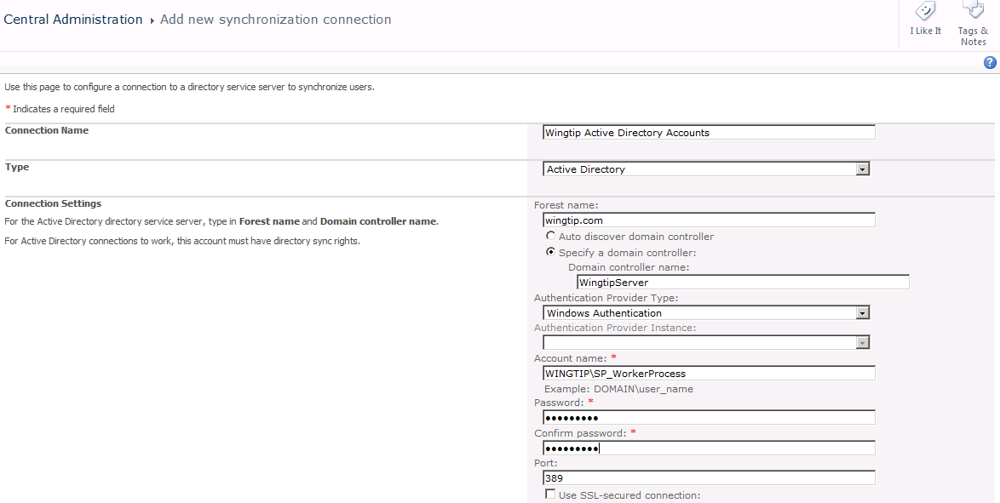 Central Administration ▸ Add new synchronization connection
I Like It
Tags &
Notes
?
Use this page to configure a connection to a directory service server to synchronize users.
* Indicates a required field
Connection Name
Wingtip Active Directory Accounts
Type
Active Directory
Connection Settings
For the Active Directory directory service server, type in Forest name and Domain controller name.
For Active Directory connections to work, this account must have directory sync rights.
Forest name:
wingtip.com
Auto discover domain controller
Specify a domain controller:
Domain controller name:
WingtipServer
Authentication Provider Type:
Windows Authentication
Authentication Provider Instance:
Account name: *
WINGTIP\SP_WorkerProcess
Example: DOMAIN\user_name
Password: *
●●●●●●●●●
Confirm password: *
●●●●●●●●●
Port:
389
Use SSL-secured connection: